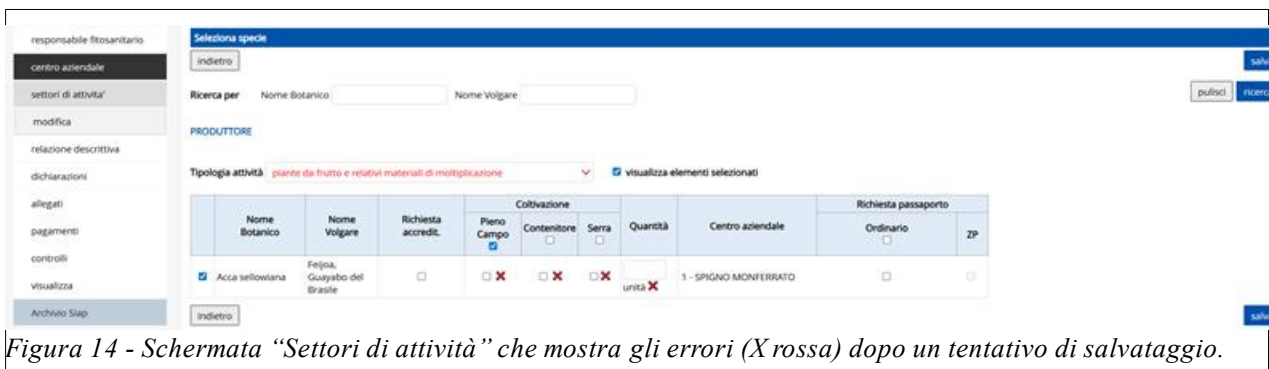 responsabile fitosanitario
centro aziendale
settori di attivita'
modifica
relazione descrittiva
dichiarazioni
allegati
pagamenti
controlli
visualizza
Archivio Siap
Seleziona specie
indietro
salv
Ricerca per Nome Botanico Nome Volgare
pulisci ricerc
PRODUTTORE
Tipologia attività piante da frutto e relativi materiali di moltiplicazione visualizza elementi selezionati
Nome Botanico Nome Volgare Richiesta accredit. Coltivazione Pieno Campo Contenitore Serra Quantità Centro aziendale Richiesta passaporto Ordinario ZP
Acca sellowiana Feijoa, Guayabo del Brasile unità 1 - SPIGNO MONFERRATO
indietro
salv
Figura 14 - Schermata “Settori di attività” che mostra gli errori (X rossa) dopo un tentativo di salvataggio.